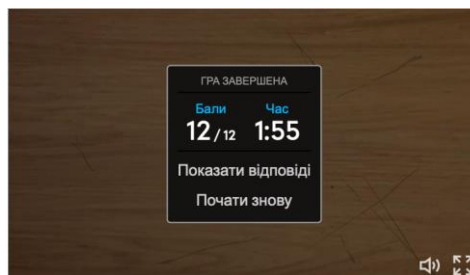 ГРА ЗАВЕРШЕНА
Бали Час
12/12 1:55
Показати відповіді
Почати знову